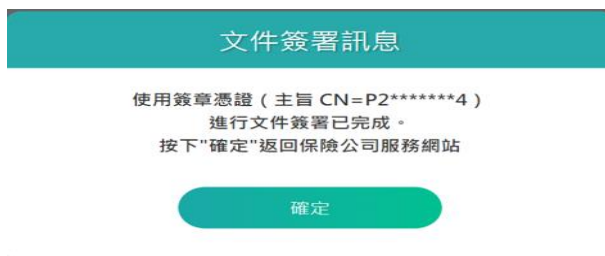 文件簽署訊息
使用簽章憑證（主旨 CN=P2*******4）
進行文件簽署已完成。
按下"確定"返回保險公司服務網站
確定